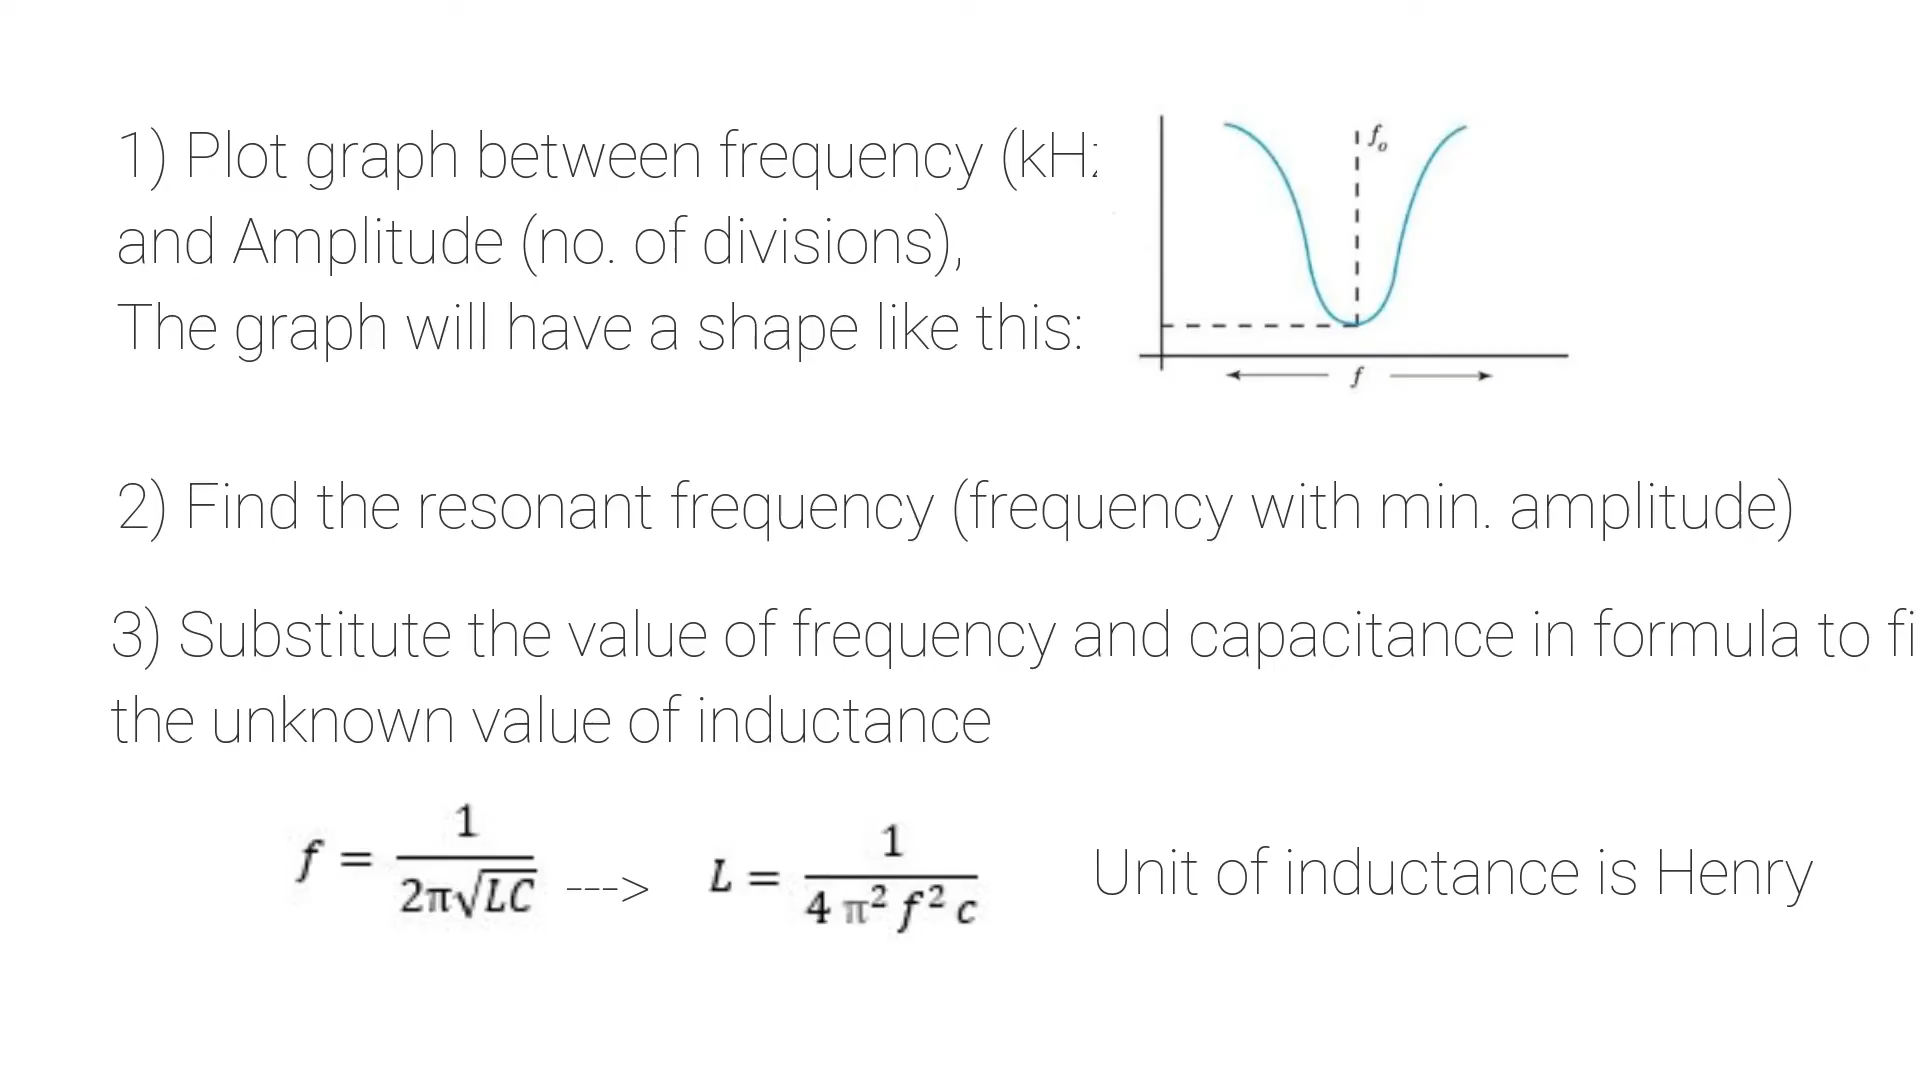 1) Plot graph between frequency (kHz
and Amplitude (no. of divisions),
The graph will have a shape like this:
fo
f
2) Find the resonant frequency (frequency with min. amplitude)
3) Substitute the value of frequency and capacitance in formula to fi
the unknown value of inductance
f = 1 / 2π√LC ---> L = 1 / 4 π² f² c
Unit of inductance is Henry